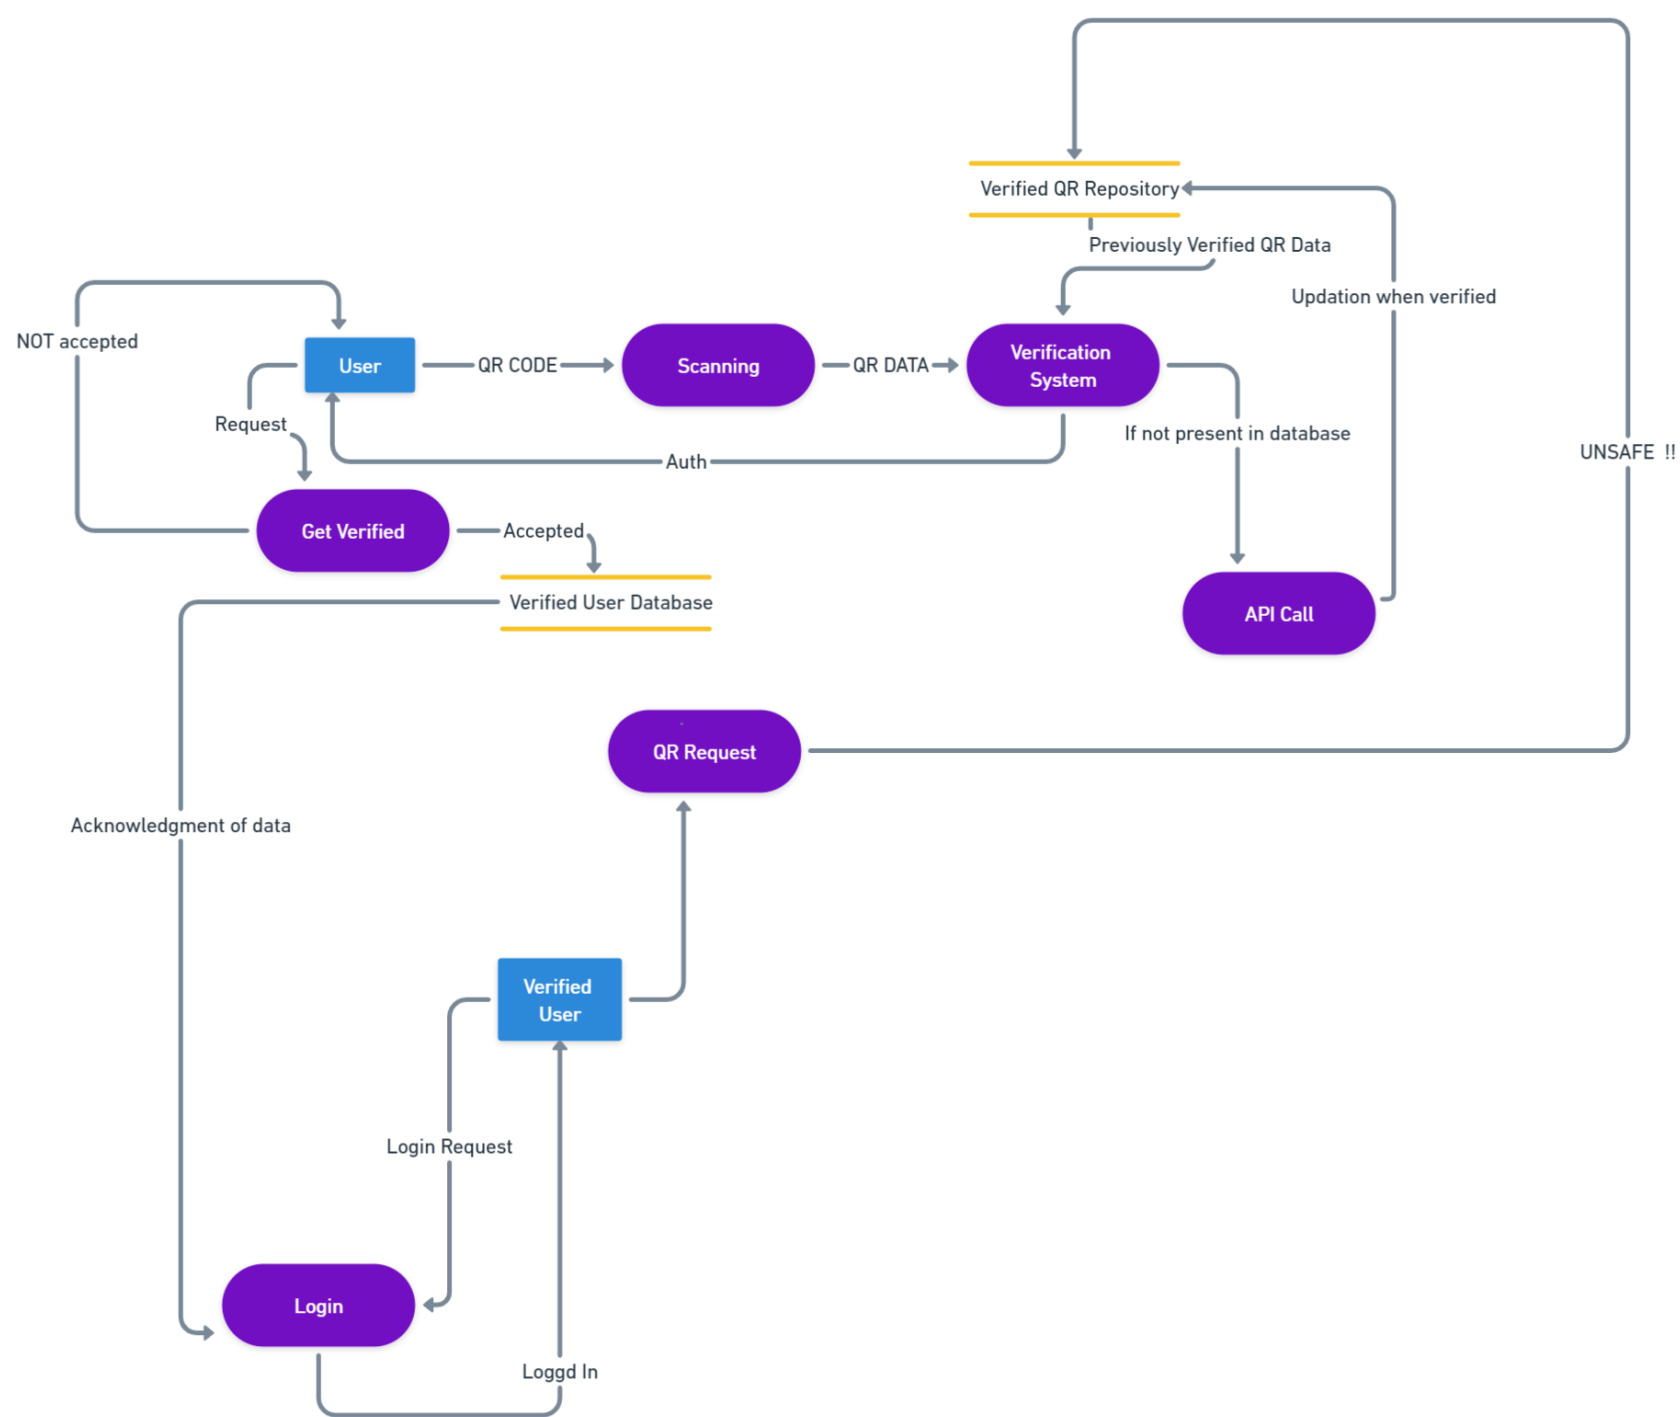 Verified QR Repository
Previously Verified QR Data
Updation when verified
NOT accepted
User
QR CODE
Scanning
QR DATA
Verification
System
Request
If not present in database
Auth
UNSAFE !!
Get Verified
Accepted
Verified User Database
API Call
QR Request
Acknowledgment of data
Verified
User
Login Request
Login
Loggd In